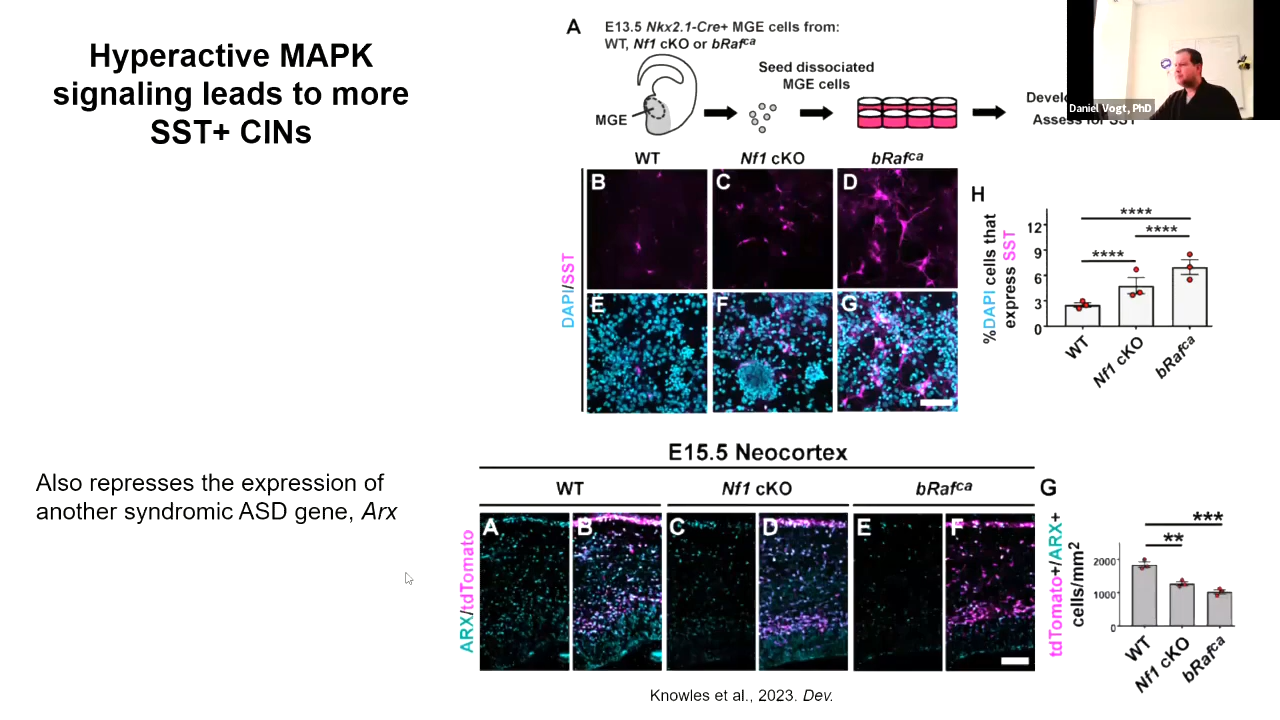 Hyperactive MAPK
signaling leads to more
SST+ CINs
Also represses the expression of
another syndromic ASD gene, Arx
A
E13.5 Nkx2.1-Cre+ MGE cells from:
WT, Nf1 cKO or bRafca
MGE
Seed dissociated
MGE cells
Daniel Vogt, PhD
WT
Nf1 cKO
bRafca
DAPI/SST
B
C
D
E
F
G
H
%DAPI cells that
express SST
12
9
6
3
0
****
****
****
WT
Nf1 cKO
bRafca
E15.5 Neocortex
WT
Nf1 cKO
bRafca
ARX/tdTomato
A
B
C
D
E
F
G
tdTomato+/ARX+
cells/mm2
2000
1000
0
***
**
WT
Nf1 cKO
bRafca
Knowles et al., 2023. Dev.